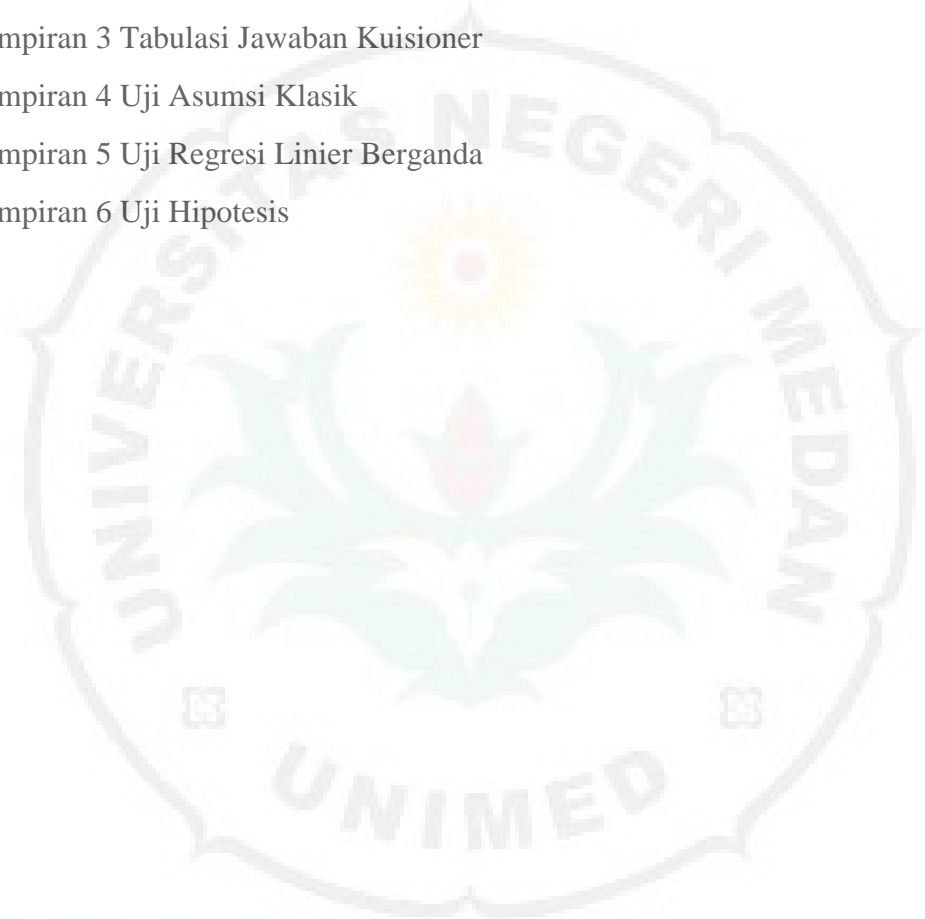 mpiran 3 Tabulasi Jawaban Kuisioner
mpiran 4 Uji Asumsi Klasik
mpiran 5 Uji Regresi Linier Berganda
mpiran 6 Uji Hipotesis
UNIVERSITAS NEGERI MEDAN
UNIMED